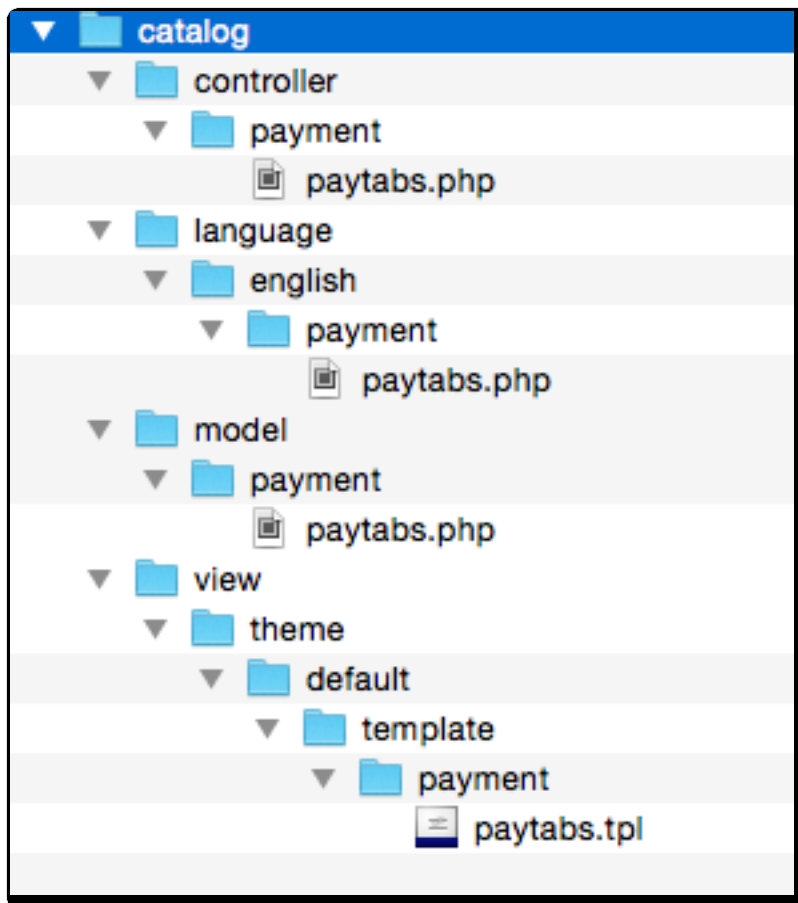 catalog
controller
payment
paytabs.php
language
english
payment
paytabs.php
model
payment
paytabs.php
view
theme
default
template
payment
paytabs.tpl